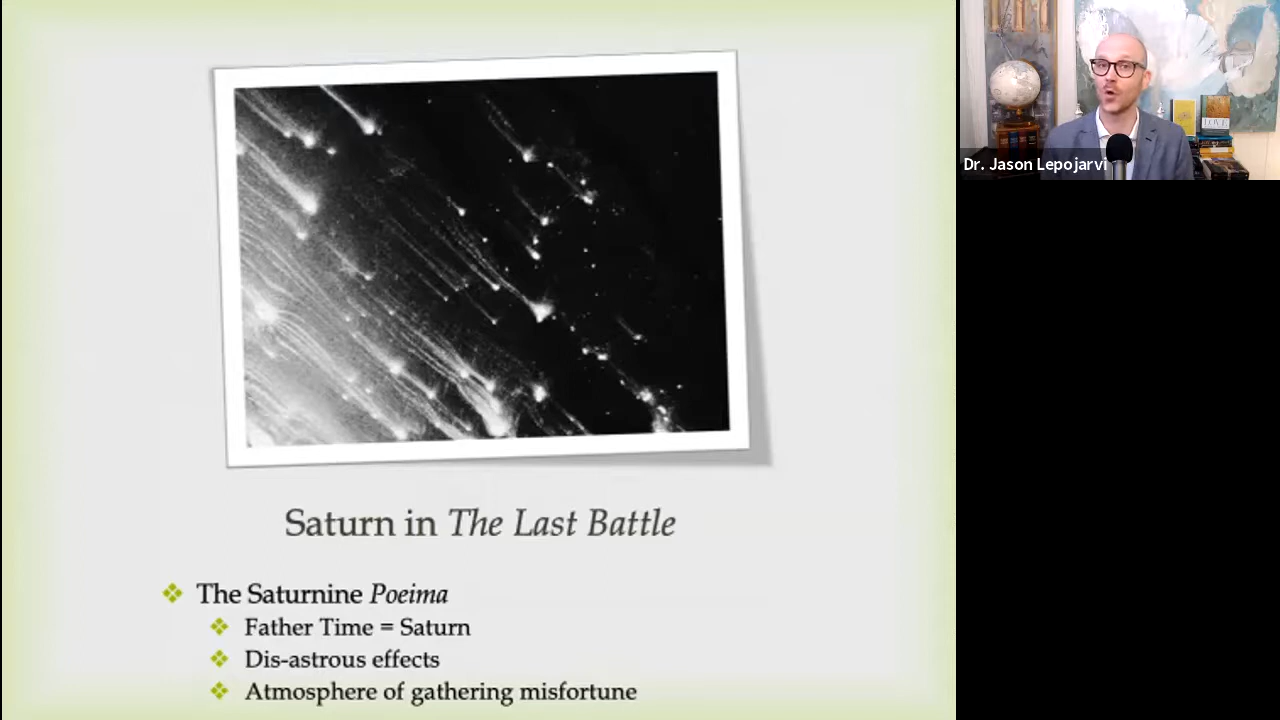 Saturn in The Last Battle
❖ The Saturnine Poeima
❖ Father Time = Saturn
❖ Dis-astrous effects
❖ Atmosphere of gathering misfortune
Dr. Jason Lepojarvi
LOVE